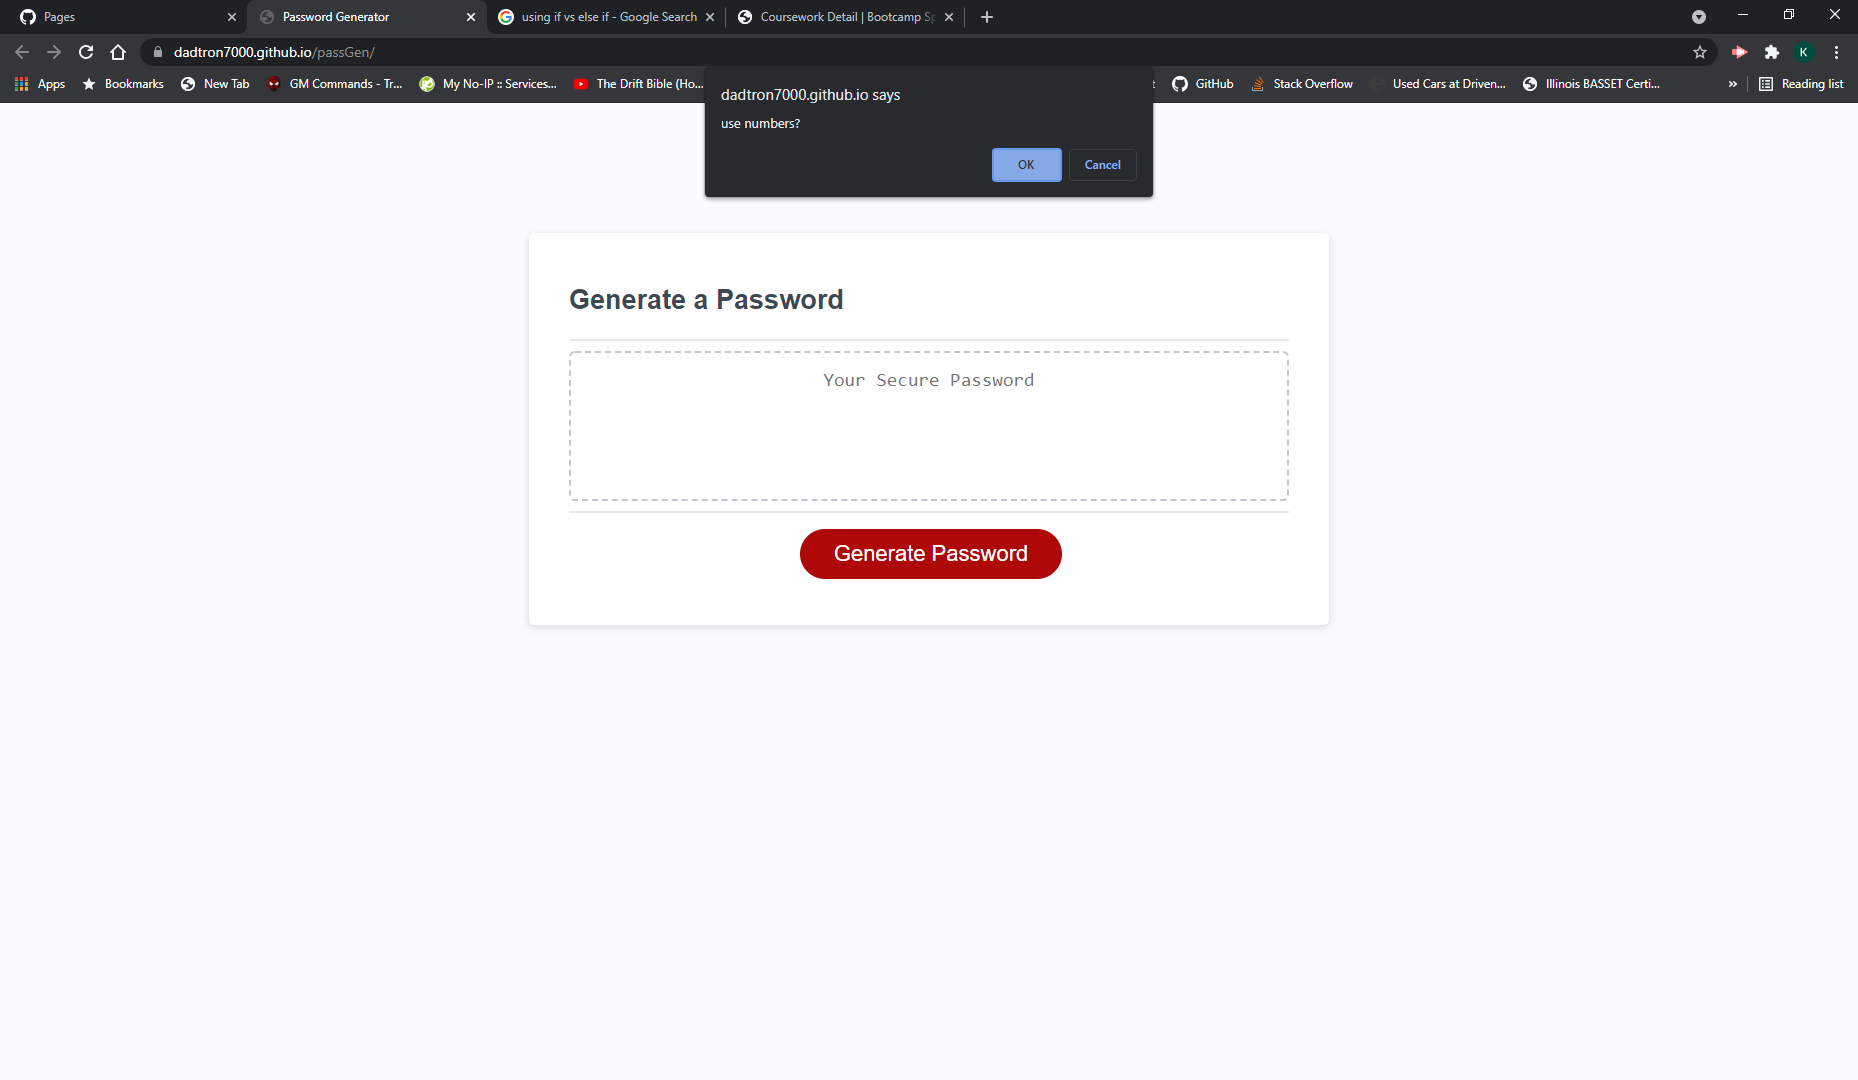 Pages
Password Generator
using if vs else if - Google Search
Coursework Detail | Bootcamp Sp
dadtron7000.github.io/passGen/
K
Apps
Bookmarks
New Tab
GM Commands - Tr...
My No-IP :: Services...
The Drift Bible (Ho...
GitHub
Stack Overflow
Used Cars at Driven...
Illinois BASSET Certi...
»
Reading list
dadtron7000.github.io says
use numbers?
OK
Cancel
Generate a Password
Your Secure Password
Generate Password